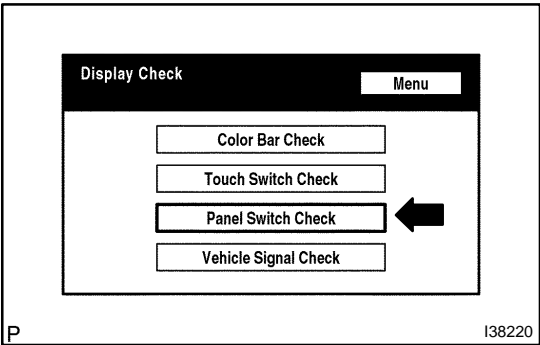 Display Check
Menu
Color Bar Check
Touch Switch Check
Panel Switch Check
Vehicle Signal Check
P
I38220